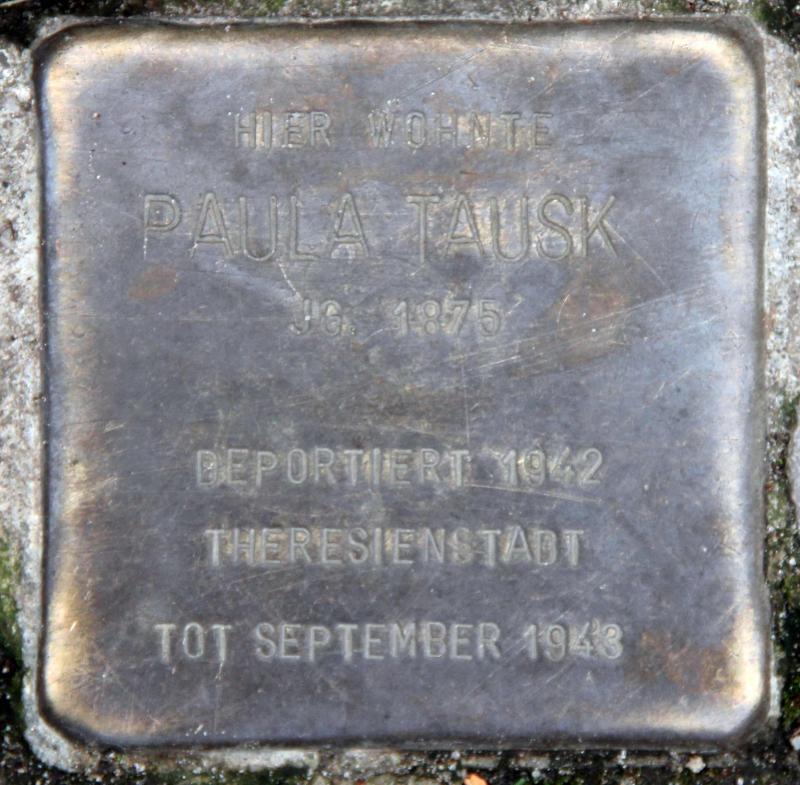 HIER WOHNTE
PAULA TAUSK
JG. 1875
DEPORTIERT 1942
THERESIENSTADT
TOT SEPTEMBER 1943